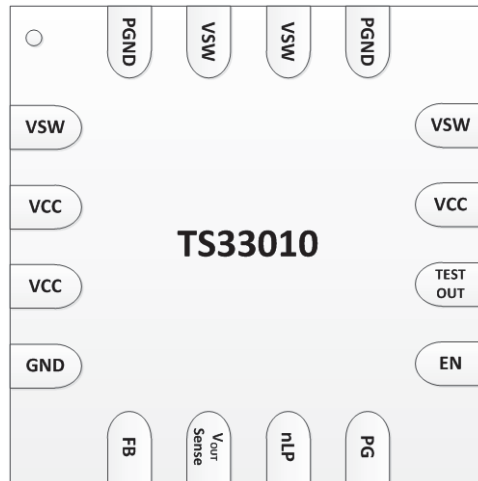 PGND
VSW
VSW
PGND
VSW
VSW
VCC
VCC
TS33010
VCC
TEST
OUT
GND
EN
FB
VOUT
Sense
nLP
PG